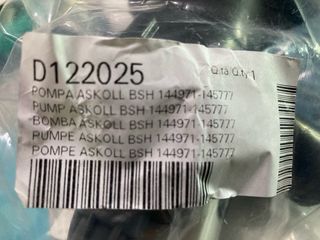 D122025 Q.tà/Q.ty 1
POMPA ASKOLL BSH 144971-145777
PUMP ASKOLL BSH 144971-145777
BOMBA ASKOLL BSH 144971-145777
PUMPE ASKOLL BSH 144971-145777
POMPE ASKOLL BSH 144971-145777